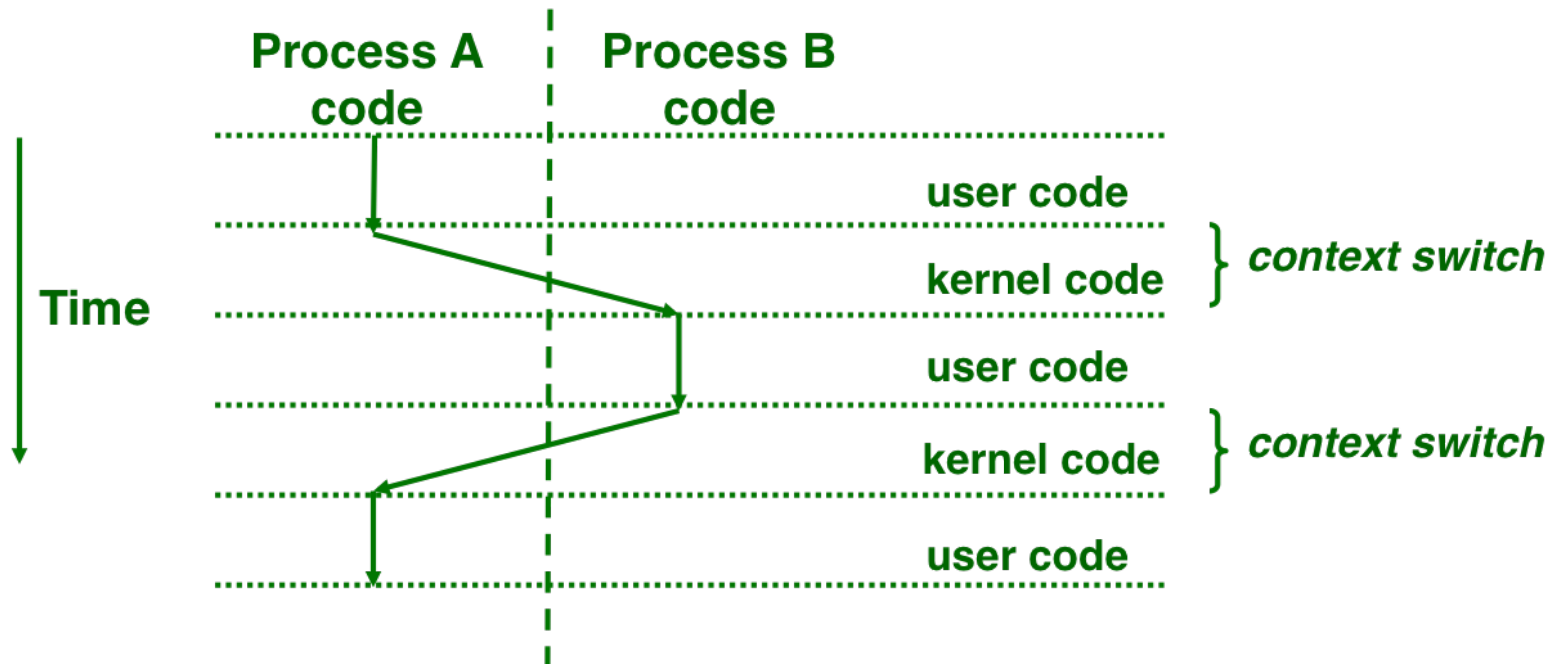 Process A
code
Process B
code
user code
context switch
kernel code
Time
user code
context switch
kernel code
user code